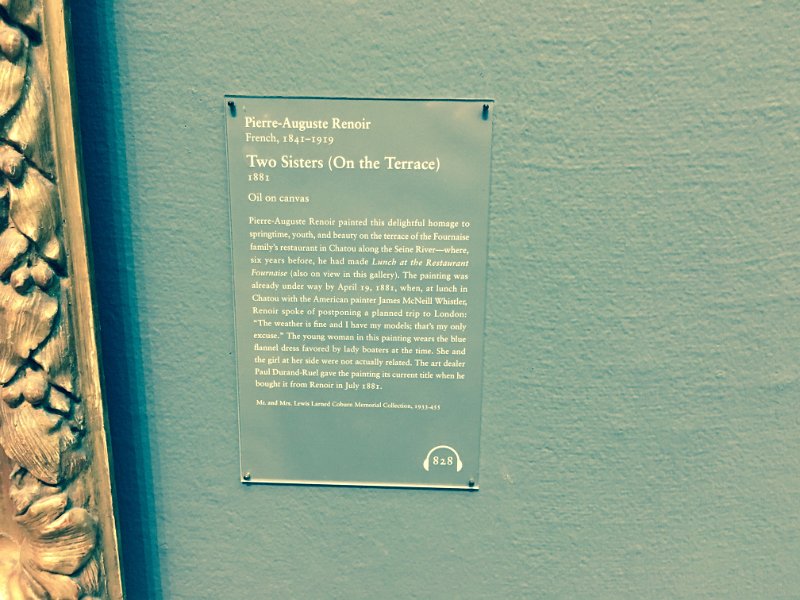 Pierre-Auguste Renoir
French, 1841–1919
Two Sisters (On the Terrace)
1881
Oil on canvas
Pierre-Auguste Renoir painted this delightful homage to
springtime, youth, and beauty on the terrace of the Fournaise
family's restaurant in Chatou along the Seine River—where,
six years before, he had made Lunch at the Restaurant
Fournaise (also on view in this gallery). The painting was
already under way by April 19, 1881, when, at lunch in
Chatou with the American painter James McNeill Whistler,
Renoir spoke of postponing a planned trip to London:
"The weather is fine and I have my models; that's my only
excuse." The young woman in this painting wears the blue
flannel dress favored by lady boaters at the time. She and
the girl at her side were not actually related. The art dealer
Paul Durand-Ruel gave the painting its current title when he
bought it from Renoir in July 1881.
Mr. and Mrs. Lewis Larned Coburn Memorial Collection, 1933.455
828